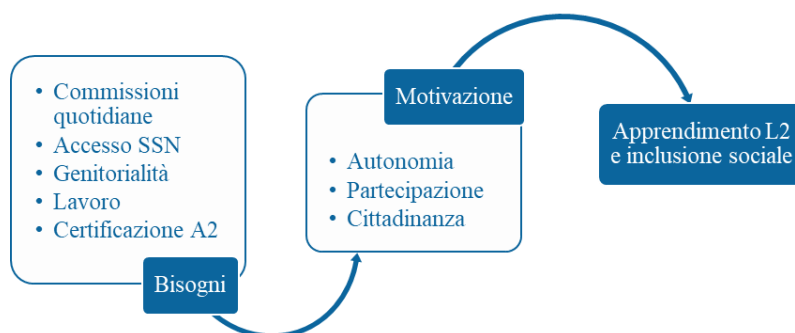 • Commissioni
quotidiane
• Accesso SSN
• Genitorialità
• Lavoro
• Certificazione A2
Bisogni
Motivazione
• Autonomia
• Partecipazione
• Cittadinanza
Apprendimento L2
e inclusione sociale